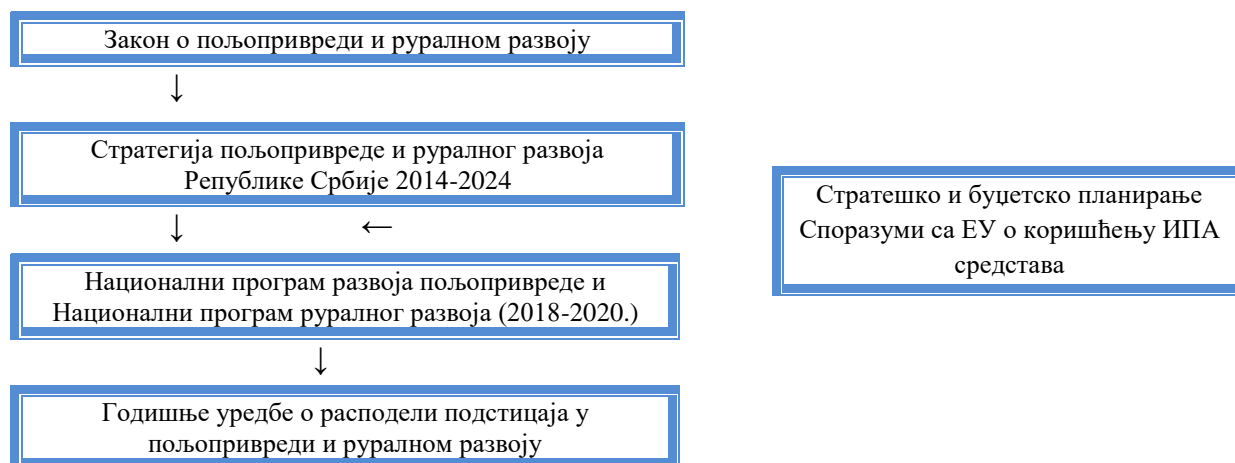 Закон о пољопривреди и руралном развоју
↓
Стратегија пољопривреде и руралног развоја
Републике Србије 2014-2024
↓ ←
Национални програм развоја пољопривреде и
Национални програм руралног развоја (2018-2020.)
↓
Годишње уредбе о расподели подстицаја у
пољопривреди и руралном развоју
Стратешко и буџетско планирање
Споразуми са ЕУ о коришћењу ИПА
средстава